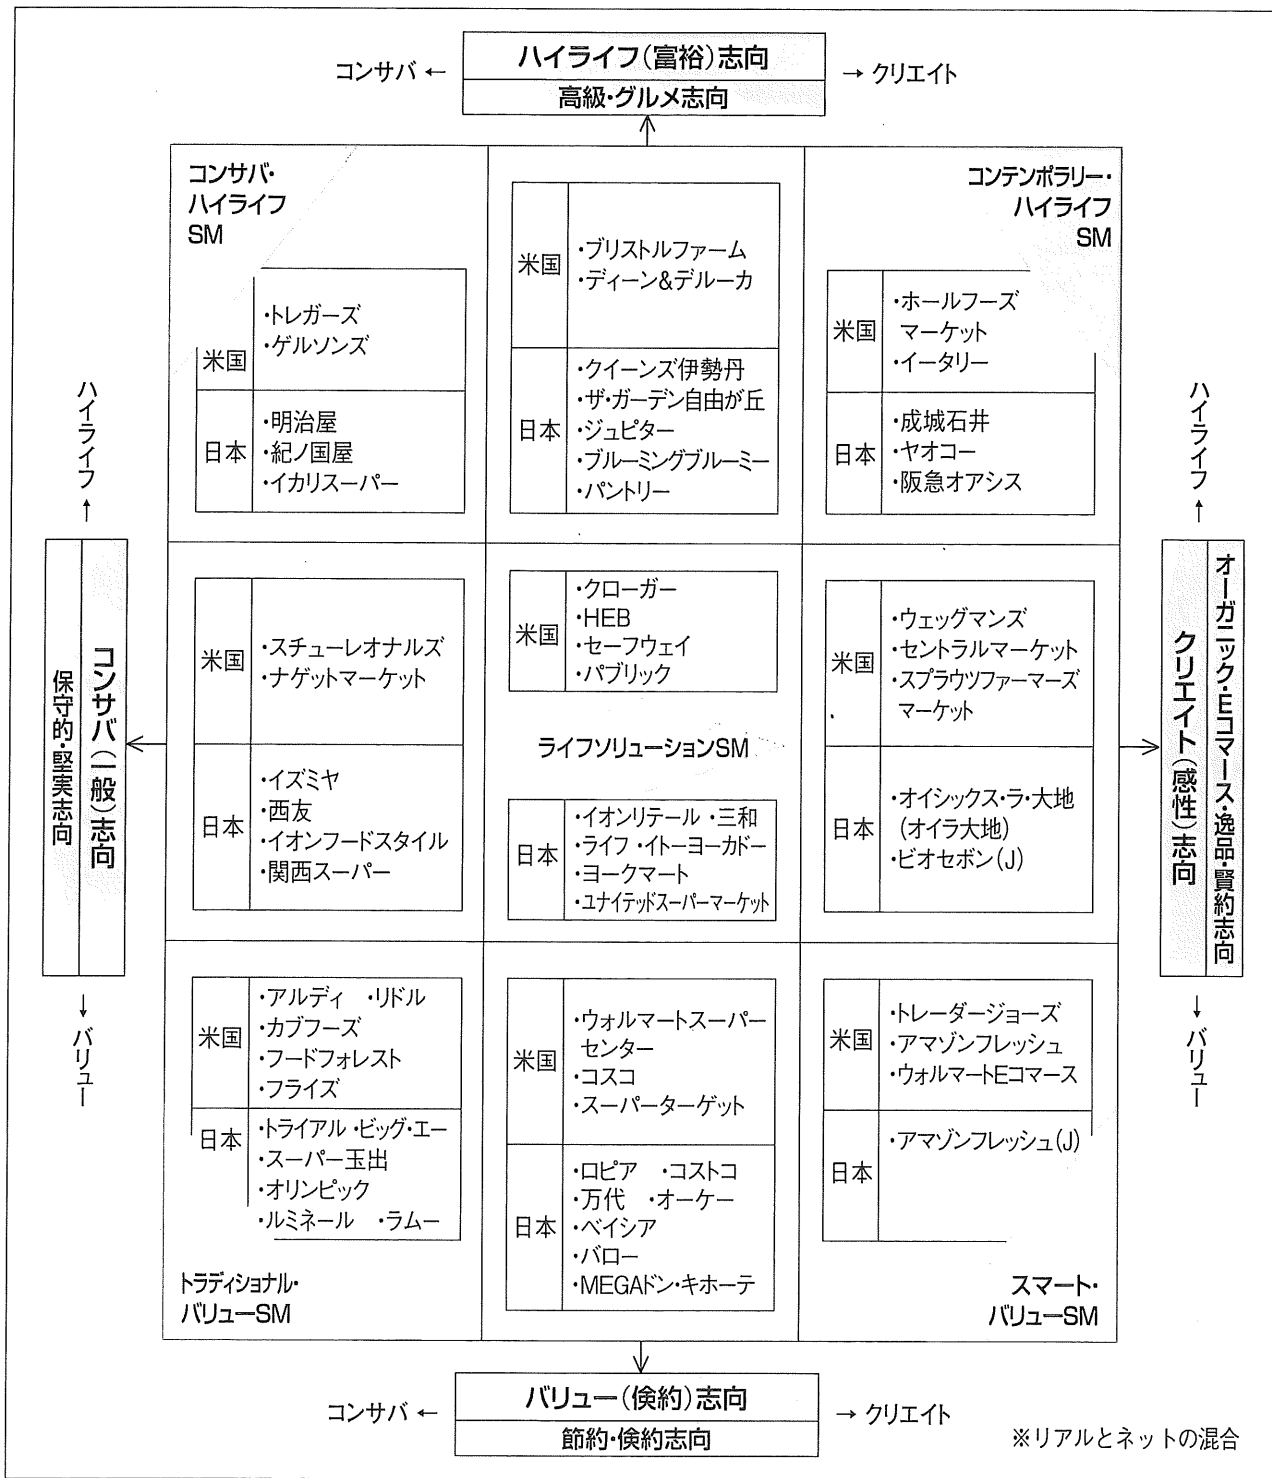 ハイライフ(富裕)志向
コンサバ ←
→ クリエイト
高級・グルメ志向
コンサバ・
ハイライフ
SM
米国
・トレガーズ
・ゲルソンズ
日本
・明治屋
・紀ノ国屋
・イカリスーパー
米国
・ブリストルファーム
・ディーン&デルーカ
日本
・クイーンズ伊勢丹
・ザ・ガーデン自由が丘
・ジュピター
・ブルーミングブルーミー
・パントリー
コンテンポラリー・
ハイライフ
SM
米国
・ホールフーズ
マーケット
・イータリー
日本
・成城石井
・ヤオコー
・阪急オアシス
ハイライフ ←
コンサバ(一般)志向
保守的・堅実志向
→ バリュー
米国
・スチューレオナルズ
・ナゲットマーケット
日本
・イズミヤ
・西友
・イオンフードスタイル
・関西スーパー
米国
・クローガー
・HEB
・セーフウェイ
・パブリック
ライフソリューションSM
日本
・イオンリテール ・三和
・ライフ ・イトーヨーカドー
・ヨークマート
・ユナイテッドスーパーマーケット
米国
・ウェッグマンズ
・セントラルマーケット
・スプラウツファーマーズ
マーケット
日本
・オイシックス・ラ・大地
(オイラ大地)
・ビオセボン(J)
ハイライフ ←
オーガニック・Eコマース・逸品・賢約志向
クリエイト(感性)志向
→ バリュー
米国
・アルディ ・リドル
・カブフーズ
・フードフォレスト
・フライズ
日本
・トライアル ・ビッグ・エー
・スーパー玉出
・オリンピック
・ルミネール ・ラムー
トラディショナル・
バリューSM
米国
・ウォルマートスーパー
センター
・コスコ
・スーパーターゲット
日本
・ロピア ・コストコ
・万代 ・オーケー
・ベイシア
・バロー
・MEGAドン・キホーテ
米国
・トレーダージョーズ
・アマゾンフレッシュ
・ウォルマートEコマース
日本
・アマゾンフレッシュ(J)
スマート・
バリューSM
バリュー(倹約)志向
コンサバ ←
→ クリエイト
節約・倹約志向
※リアルとネットの混合